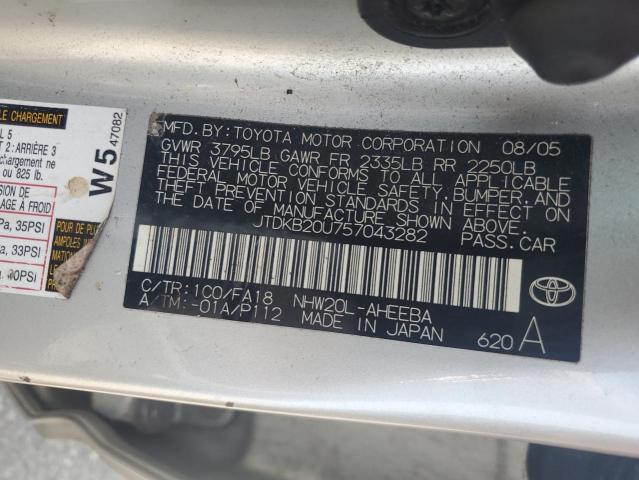 LE CHARGEMENT
L 5
T 2 : ARRIÈRE 3
chargement ne
ou 825 lb.
W5 47082
SION DE
LAGE À FROID
Pa, 35PSI
a, 33PSI
POUR DE PL
AMPOULES
MFD. BY: TOYOTA MOTOR CORPORATION 08/05
GVWR 3795LB GAWR FR 2335LB RR 2250LB
THIS VEHICLE CONFORMS TO ALL APPLICABLE
FEDERAL MOTOR VEHICLE SAFETY, BUMPER, AND
THEFT PREVENTION STANDARDS IN EFFECT ON
THE DATE OF MANUFACTURE SHOWN ABOVE.
JTDKB20U757043282 PASS. CAR
C/TR: 1C0/FA18 NHW20L-AHEEBA
A/TM: -01A/P112 MADE IN JAPAN
620 A